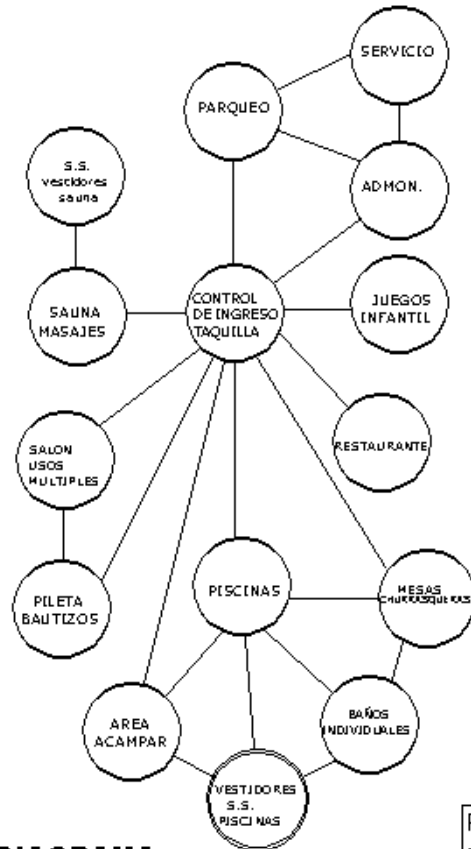 SERVICIO
PARQUEO
S.S.
vestidores
sauna
ADMON.
CONTROL
DE INGRESO
TAQUILLA
JUEGOS
INFANTIL
SAUNA
MASAJES
RESTAURANTE
SALON
USOS
MULTIPLES
PISCINAS
MESAS
CHURRASQUERAS
PILETA
BAUTIZOS
AREA
ACAMPAR
BAÑOS
INDIVIDUALES
VESTIDORES
S.S.
PISCINAS